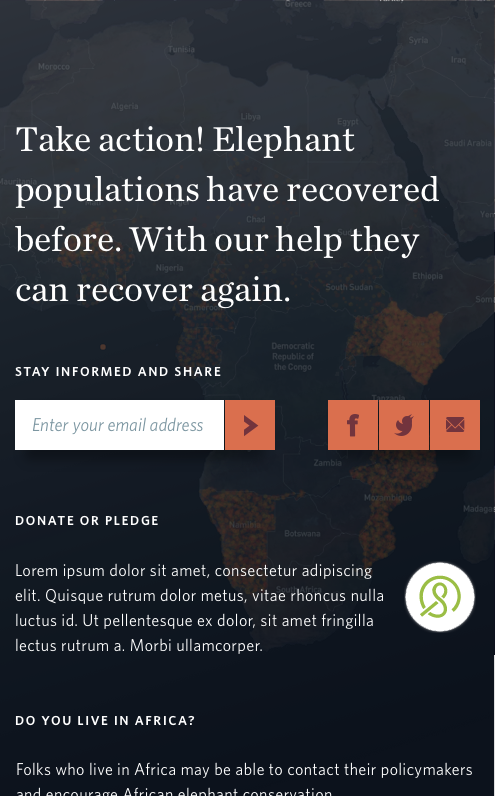 Greece
Tunisia
Syria
Morocco
Iraq
Algeria
Libya
Egypt
Take action! Elephant
Saudi Arabia
populations have recovered
Chad
before. With our help they
Nigeria
Ethiopia
can recover again.
South Sudan
Cameroon
Democratic
Republic of
the Congo
STAY INFORMED AND SHARE
Tanzania
Enter your email address
Zambia
Mozambique
DONATE OR PLEDGE
Namibia
Botswana
Lorem ipsum dolor sit amet, consectetur adipiscing
elit. Quisque rutrum dolor metus, vitae rhoncus nulla
luctus id. Ut pellentesque ex dolor, sit amet fringilla
lectus rutrum a. Morbi ullamcorper.
DO YOU LIVE IN AFRICA?
Folks who live in Africa may be able to contact their policymakers
and encourage African elephant conservation